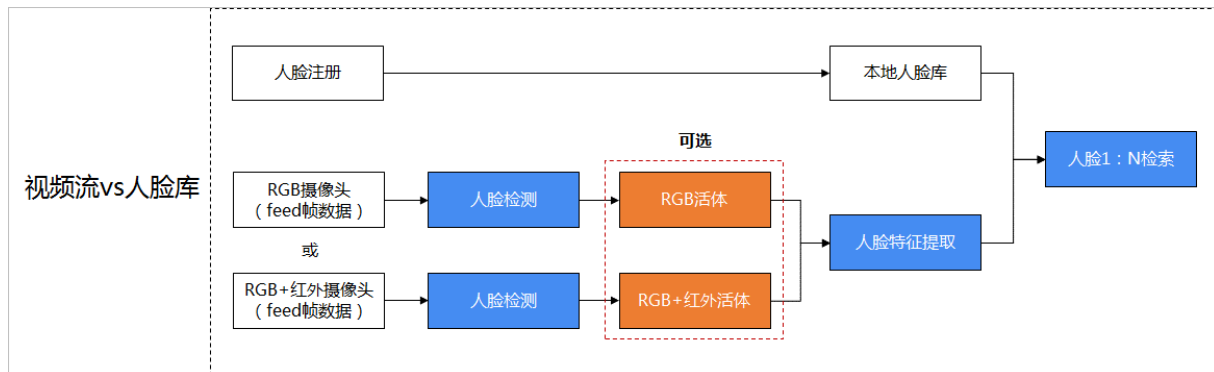 视频流vs人脸库
人脸注册
本地人脸库
人脸1：N检索
可选
RGB摄像头
（feed帧数据）
人脸检测
RGB活体
人脸特征提取
或
RGB+红外摄像头
（feed帧数据）
人脸检测
RGB+红外活体